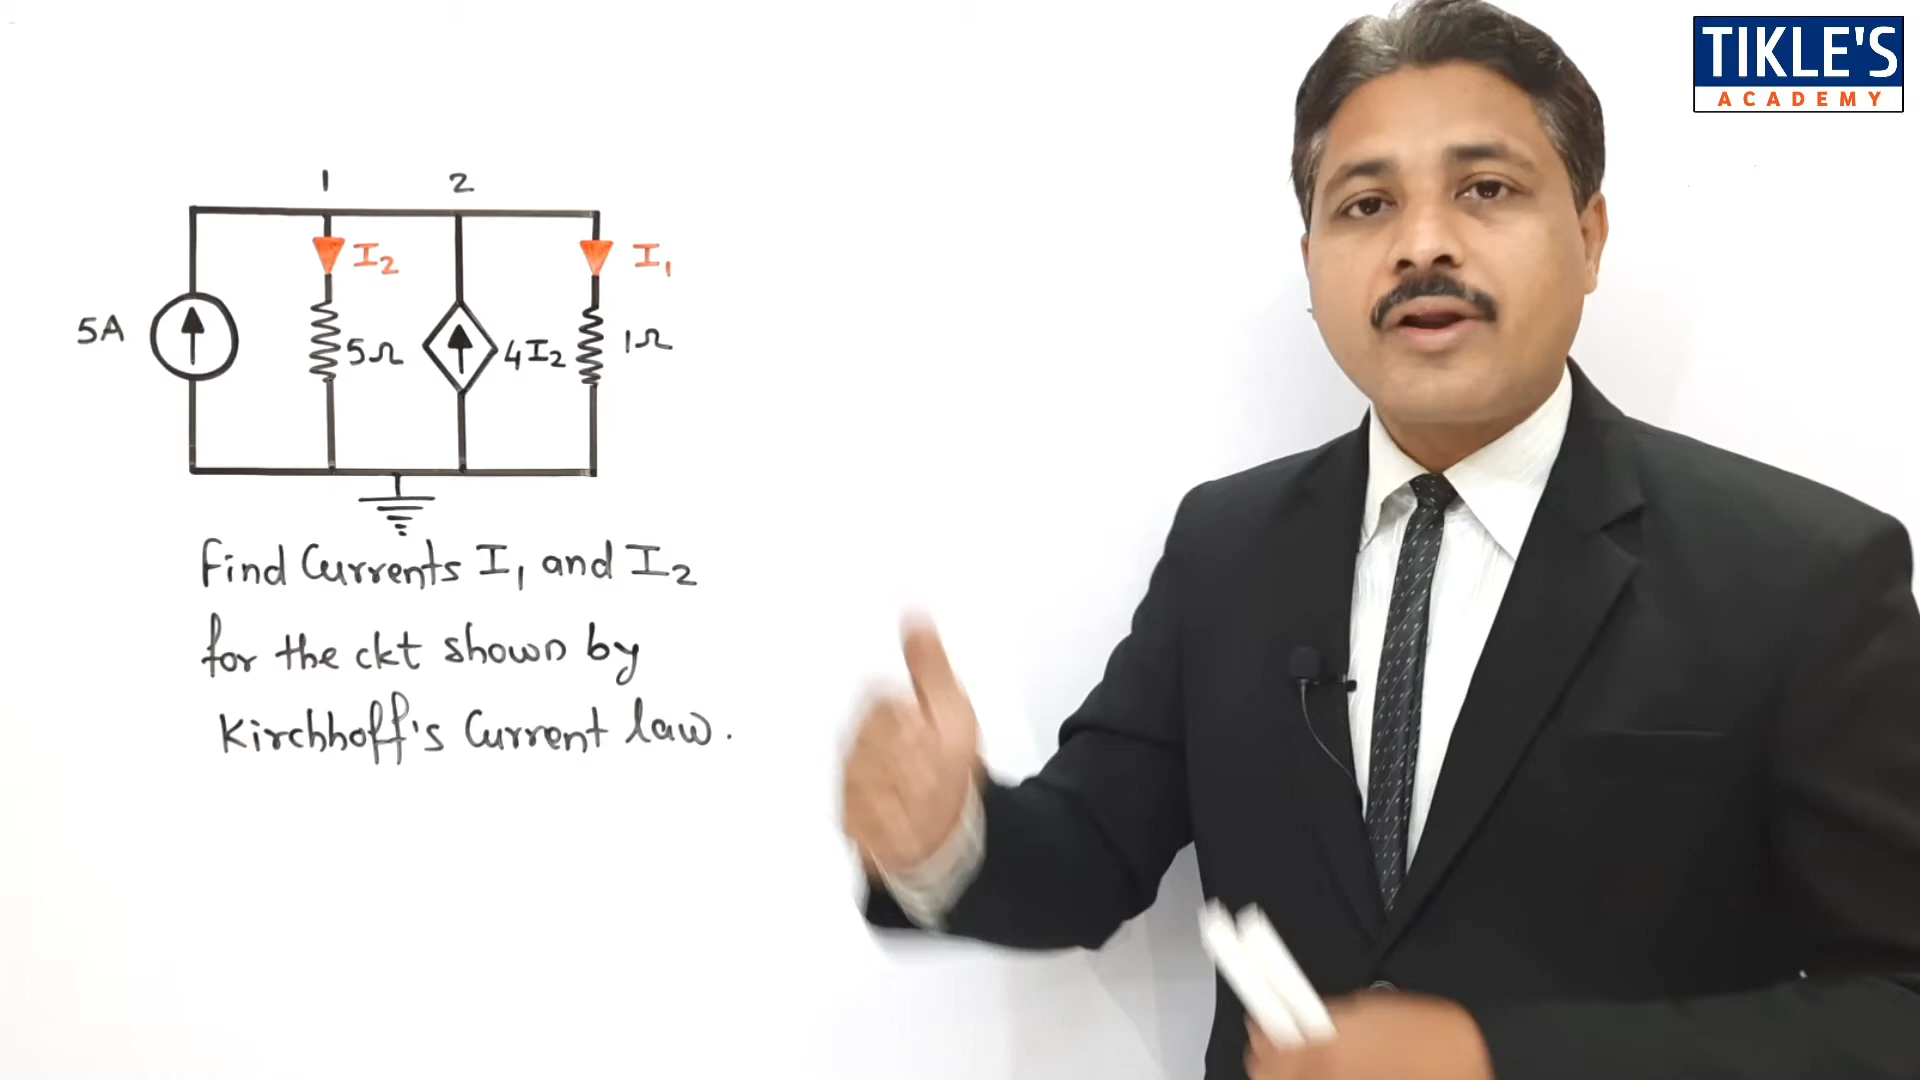 TIKLE'S
ACADEMY
1 2
I2 I1
5A 5Ω 4I2 1Ω
Find Currents I1 and I2
for the ckt shown by
Kirchhoff's Current law.